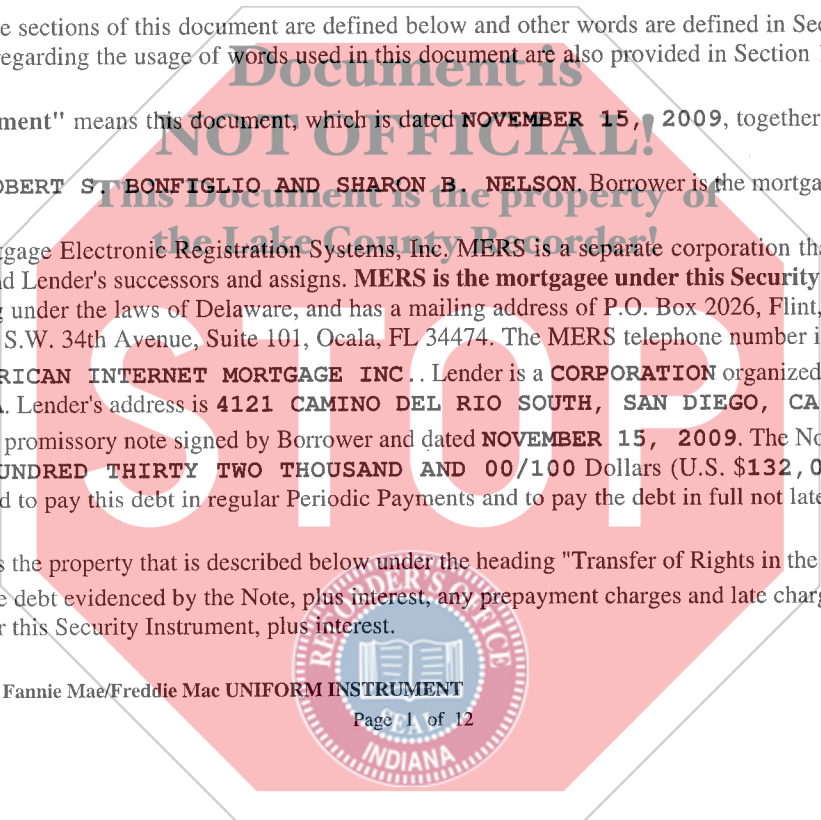 e sections of this document are defined below and other words are defined in Sec
regarding the usage of words used in this document are also provided in Section 1
Document is
ment" means this document, which is dated NOVEMBER 15, 2009, together
NOT OFFICIAL!
OBERT S. BONFIGLIO AND SHARON B. NELSON. Borrower is the mortga
This Document is the property of
the Lake County Recorder!
tgage Electronic Registration Systems, Inc. MERS is a separate corporation tha
nd Lender's successors and assigns. MERS is the mortgagee under this Security
g under the laws of Delaware, and has a mailing address of P.O. Box 2026, Flint,
S.W. 34th Avenue, Suite 101, Ocala, FL 34474. The MERS telephone number i
RICAN INTERNET MORTGAGE INC.. Lender is a CORPORATION organized
A. Lender's address is 4121 CAMINO DEL RIO SOUTH, SAN DIEGO, CA
STOP
promissory note signed by Borrower and dated NOVEMBER 15, 2009. The No
UNDRED THIRTY TWO THOUSAND AND 00/100 Dollars (U.S. $132,0
d to pay this debt in regular Periodic Payments and to pay the debt in full not late
s the property that is described below under the heading "Transfer of Rights in the
e debt evidenced by the Note, plus interest, any prepayment charges and late charg
r this Security Instrument, plus interest.
RECORDER'S OFFICE
Fannie Mae/Freddie Mac UNIFORM INSTRUMENT
Page 1 of 12
SEAL
INDIANA